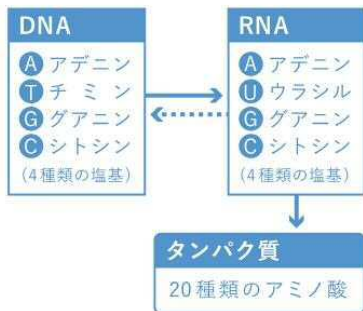 DNA
A アデニン
T チミン
G グアニン
C シトシン
(4種類の塩基)
RNA
A アデニン
U ウラシル
G グアニン
C シトシン
(4種類の塩基)
タンパク質
20種類のアミノ酸